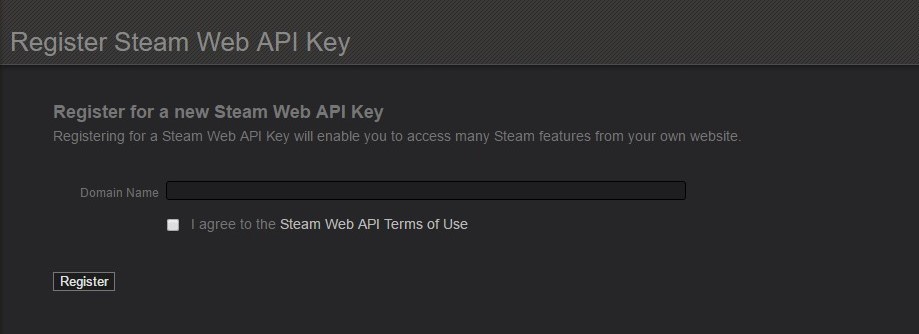 Register Steam Web API Key
Register for a new Steam Web API Key
Registering for a Steam Web API Key will enable you to access many Steam features from your own website.
Domain Name
I agree to the Steam Web API Terms of Use
Register